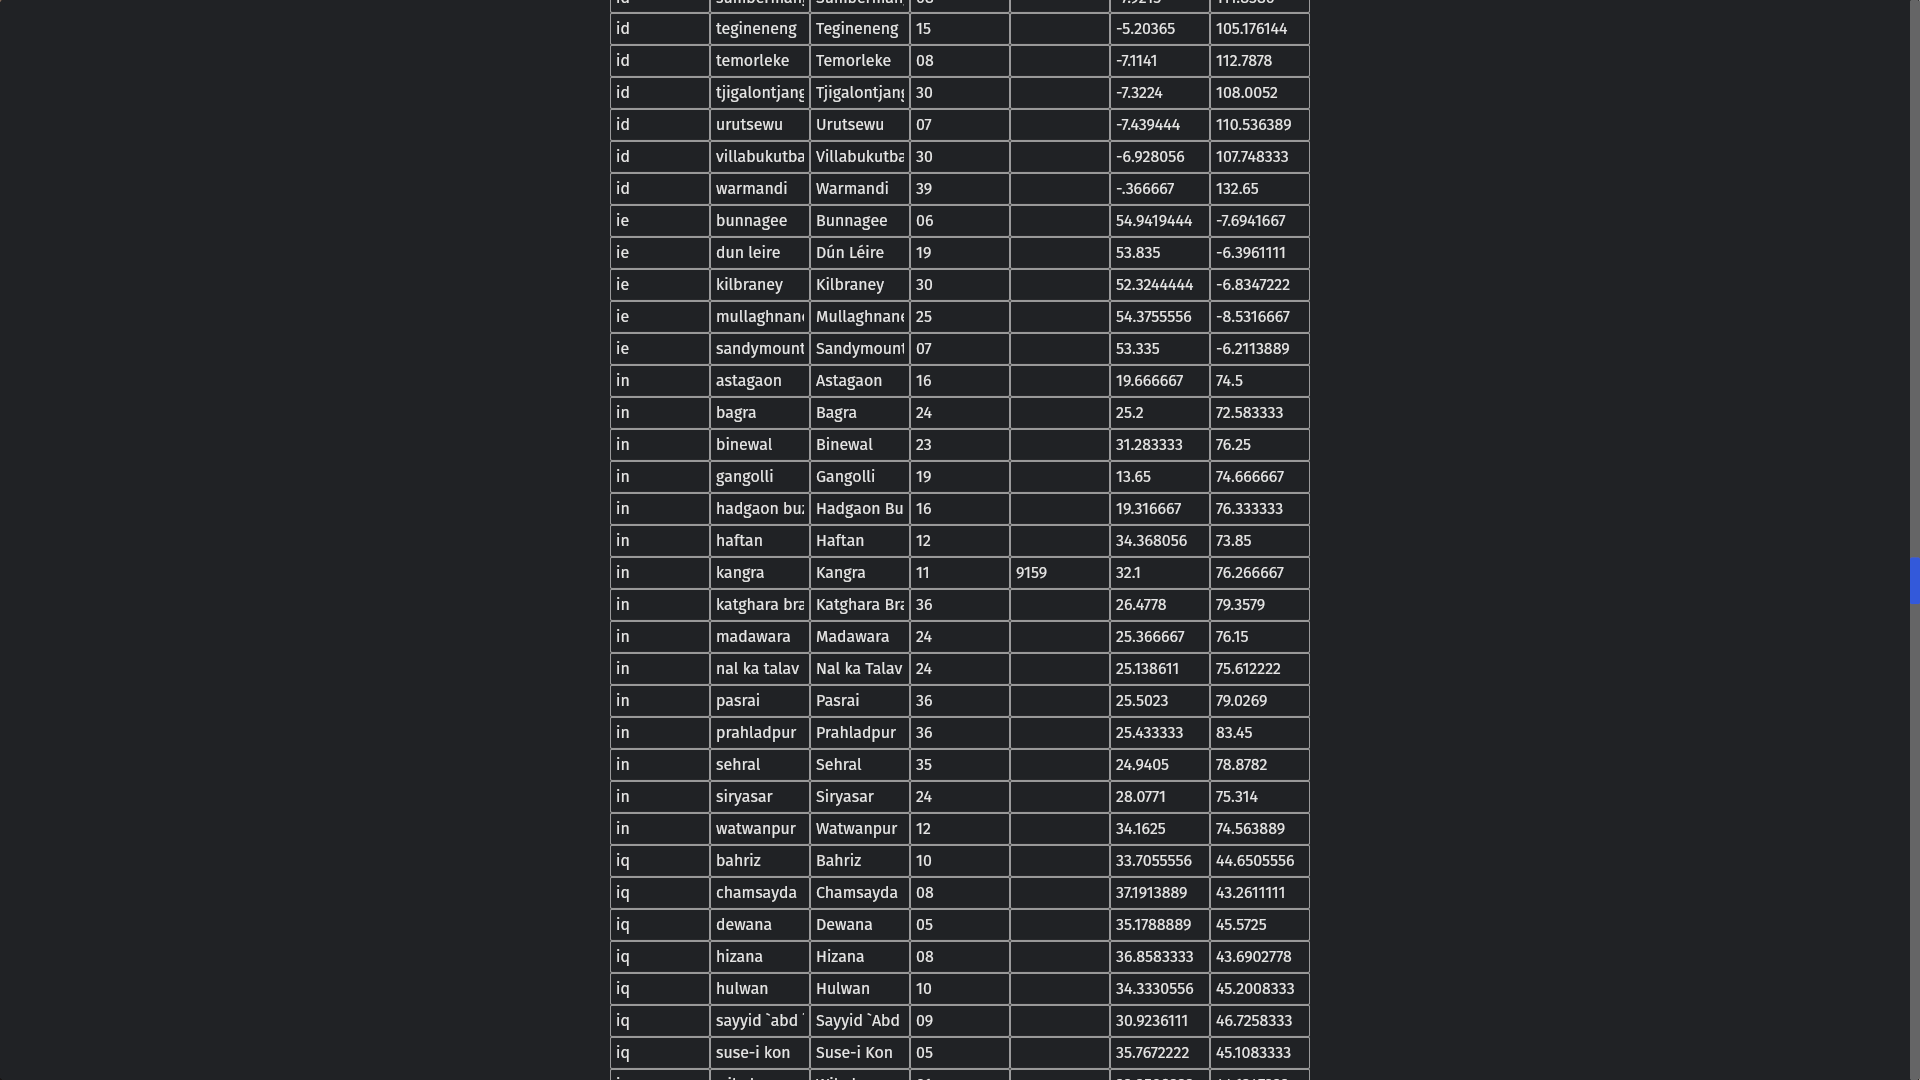 id tegineneng Tegineneng 15 -5.20365 105.176144
id temorleke Temorleke 08 -7.1141 112.7878
id tjigalontjang Tjigalontjang 30 -7.3224 108.0052
id urutsewu Urutsewu 07 -7.439444 110.536389
id villabukutba Villabukutba 30 -6.928056 107.748333
id warmandi Warmandi 39 -.366667 132.65
ie bunnagee Bunnagee 06 54.9419444 -7.6941667
ie dun leire Dún Léire 19 53.835 -6.3961111
ie kilbraney Kilbraney 30 52.3244444 -6.8347222
ie mullaghnane Mullaghnane 25 54.3755556 -8.5316667
ie sandymount Sandymount 07 53.335 -6.2113889
in astagaon Astagaon 16 19.666667 74.5
in bagra Bagra 24 25.2 72.583333
in binewal Binewal 23 31.283333 76.25
in gangolli Gangolli 19 13.65 74.666667
in hadgaon buz Hadgaon Bu 16 19.316667 76.333333
in haftan Haftan 12 34.368056 73.85
in kangra Kangra 11 9159 32.1 76.266667
in katghara bra Katghara Bra 36 26.4778 79.3579
in madawara Madawara 24 25.366667 76.15
in nal ka talav Nal ka Talav 24 25.138611 75.612222
in pasrai Pasrai 36 25.5023 79.0269
in prahladpur Prahladpur 36 25.433333 83.45
in sehral Sehral 35 24.9405 78.8782
in siryasar Siryasar 24 28.0771 75.314
in watwanpur Watwanpur 12 34.1625 74.563889
iq bahriz Bahriz 10 33.7055556 44.6505556
iq chamsayda Chamsayda 08 37.1913889 43.2611111
iq dewana Dewana 05 35.1788889 45.5725
iq hizana Hizana 08 36.8583333 43.6902778
iq hulwan Hulwan 10 34.3330556 45.2008333
iq sayyid `abd ` Sayyid `Abd 09 30.9236111 46.7258333
iq suse-i kon Suse-i Kon 05 35.7672222 45.1083333